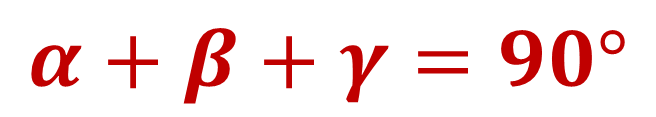 α + β + γ = 90°